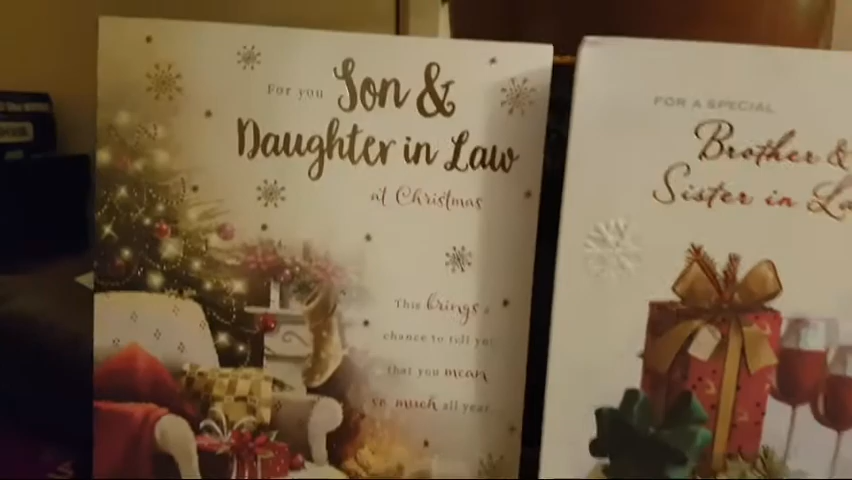 For you Son &
Daughter in Law
at Christmas
This brings a
chance to tell you
that you mean
so much all year
FOR A SPECIAL
Brother &
Sister in La